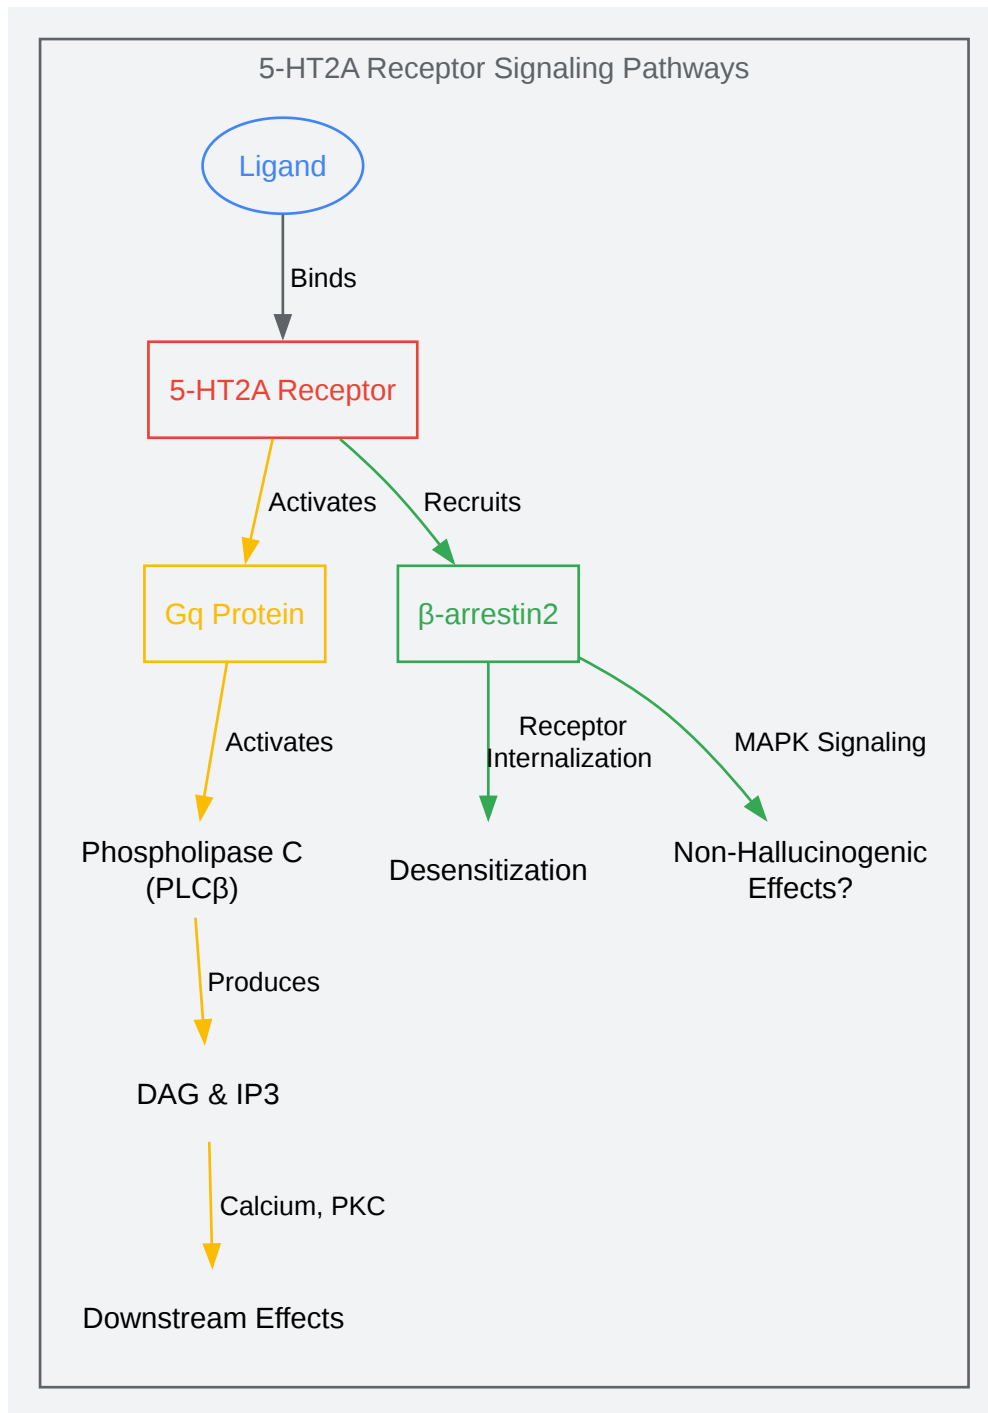 5-HT2A Receptor Signaling Pathways
Ligand
Binds
5-HT2A Receptor
Activates
Recruits
Gq Protein
β-arrestin2
Activates
Receptor
Internalization
MAPK Signaling
Phospholipase C
(PLCβ)
Desensitization
Non-Hallucinogenic
Effects?
Produces
DAG & IP3
Calcium, PKC
Downstream Effects